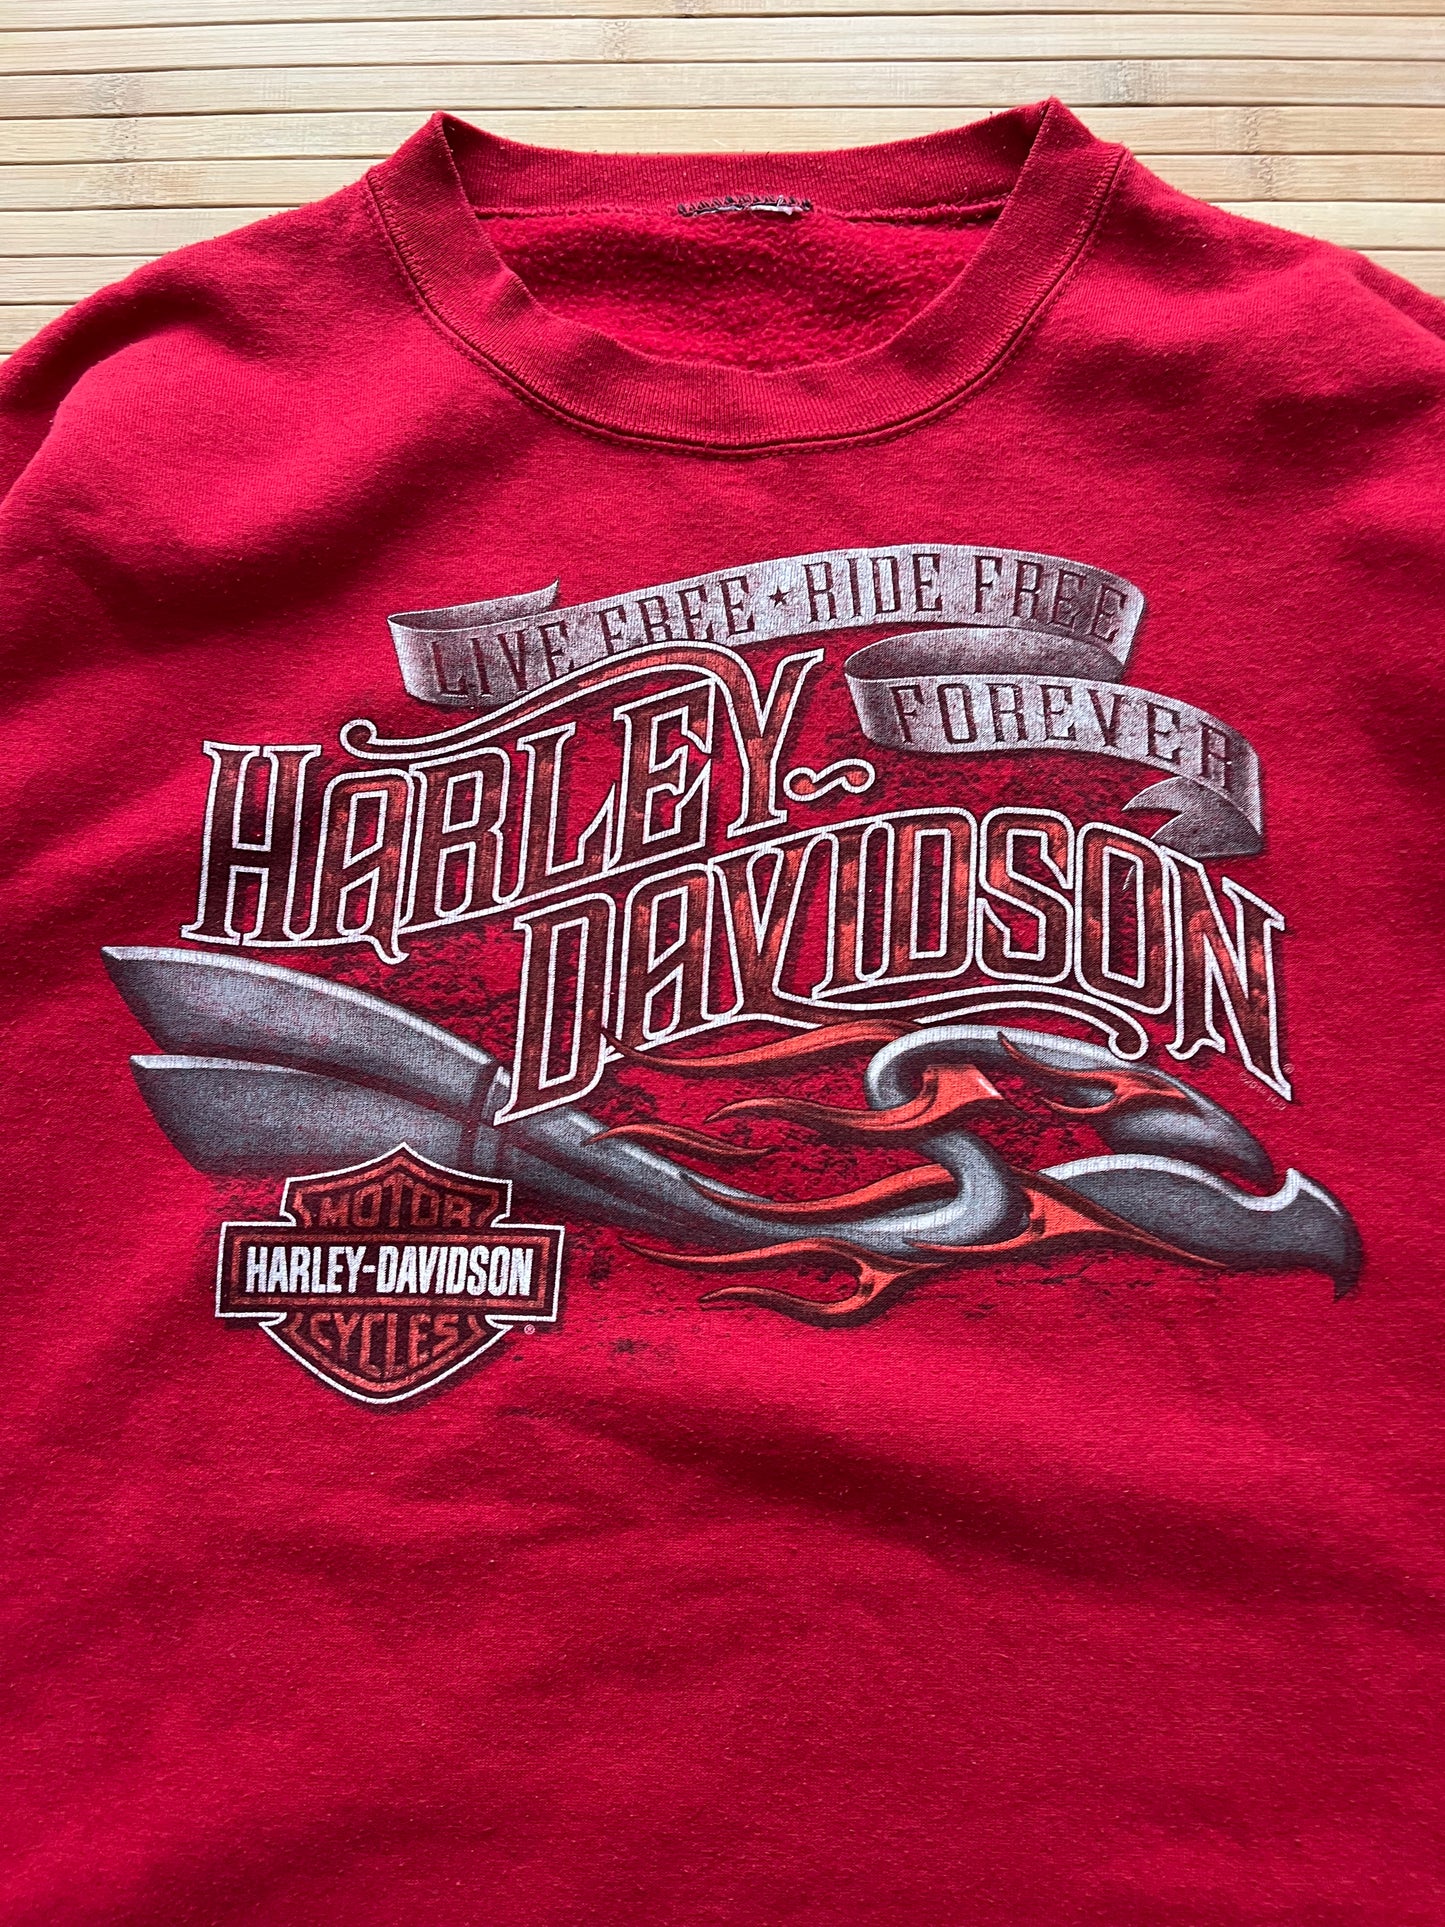 LIVE FREE ★ RIDE FREE
FOREVER
HARLEY-
DAVIDSON
MOTOR
HARLEY-DAVIDSON
CYCLES